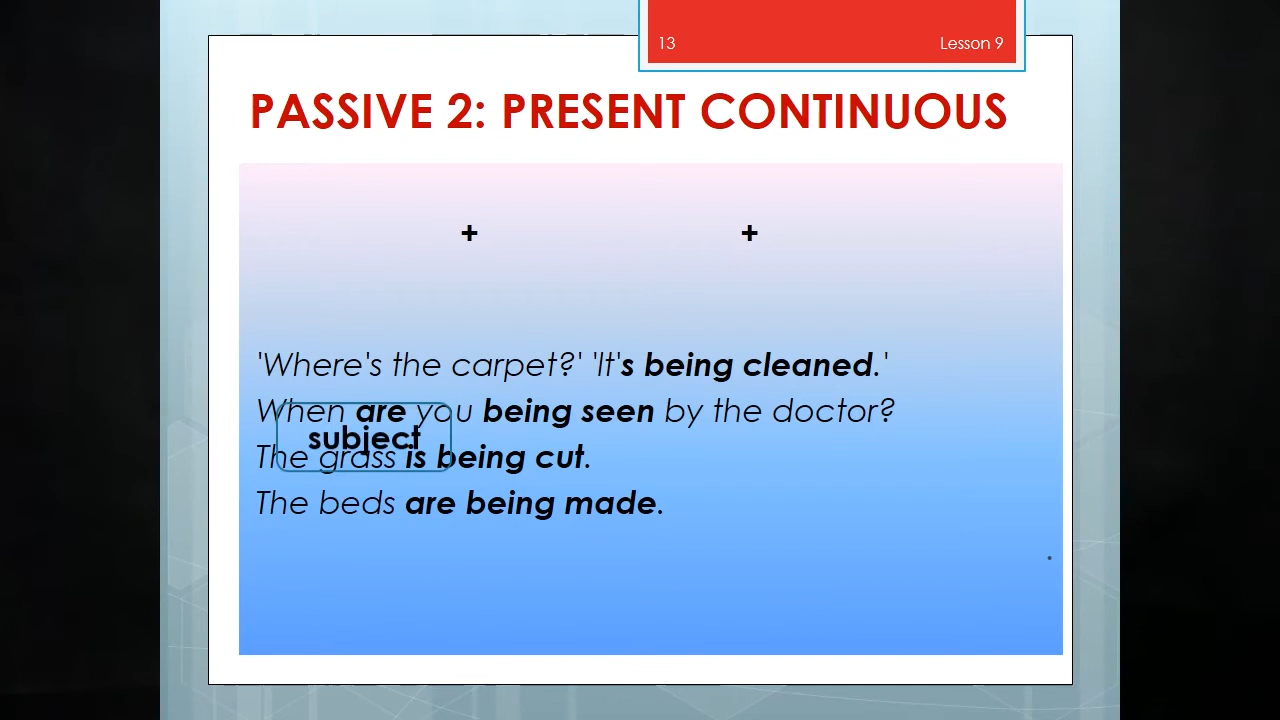 13 Lesson 9
PASSIVE 2: PRESENT CONTINUOUS
+ +
'Where's the carpet?' 'It's being cleaned.'
When are you being seen by the doctor?
subject
The grass is being cut.
The beds are being made.